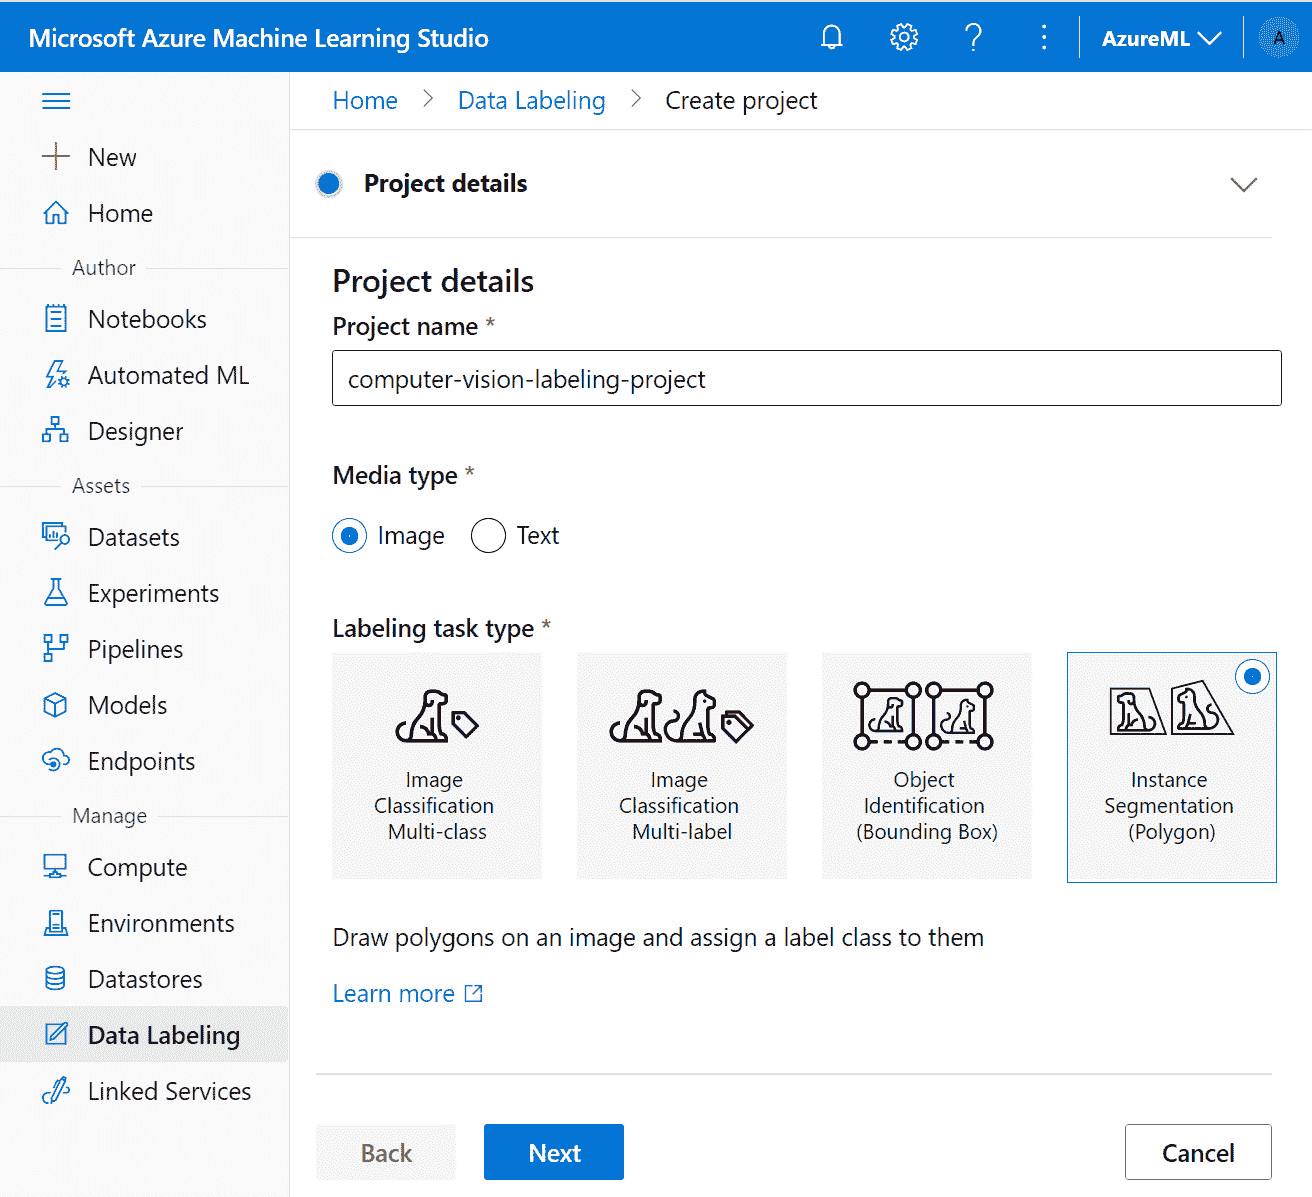 Microsoft Azure Machine Learning Studio
AzureML
A
Home > Data Labeling > Create project
New
Home
Author
Notebooks
Automated ML
Designer
Assets
Datasets
Experiments
Pipelines
Models
Endpoints
Manage
Compute
Environments
Datastores
Data Labeling
Linked Services
Project details
Project details
Project name *
computer-vision-labeling-project
Media type *
Image
Text
Labeling task type *
Image
Classification
Multi-class
Image
Classification
Multi-label
Object
Identification
(Bounding Box)
Instance
Segmentation
(Polygon)
Draw polygons on an image and assign a label class to them
Learn more
Back
Next
Cancel